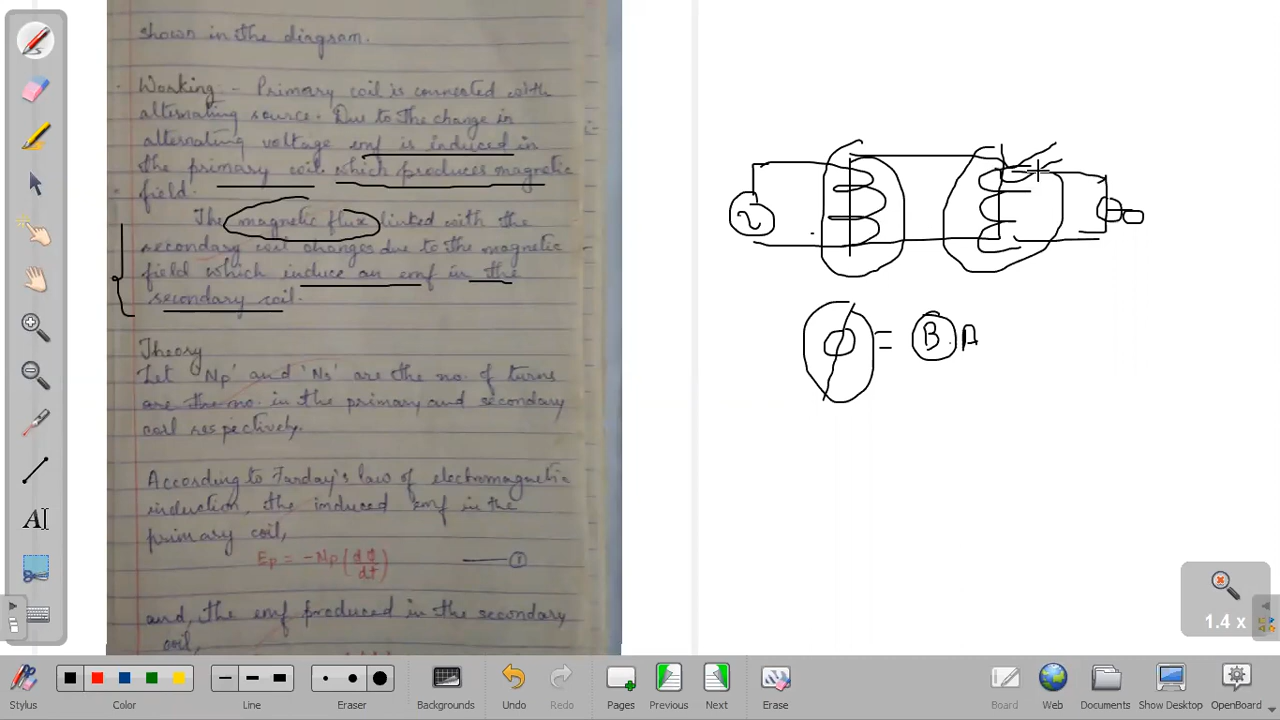 shown in the diagram.
Working :- Primary coil is connected with
alternating source. Due to the change in
alternating voltage emf is induced in
the primary coil which produces magnetic
field.
The magnetic flux linked with the
secondary coil changes due to the magnetic
field which induce an emf in the
secondary coil.
Theory
Let 'Np' and 'Ns' are the no. of turns
are the no. in the primary and secondary
coil respectively.
According to Farday's law of electromagnetic
induction, the induced emf in the
primary coil,
Ep = -Np (dϕ/dt) —— ①
and, the emf produced in the secondary
coil,
ϕ = B.A
1.4 x
Stylus
Color
Line
Eraser
Backgrounds
Undo
Redo
Pages
Previous
Next
Erase
Board
Web
Documents
Show Desktop
OpenBoard